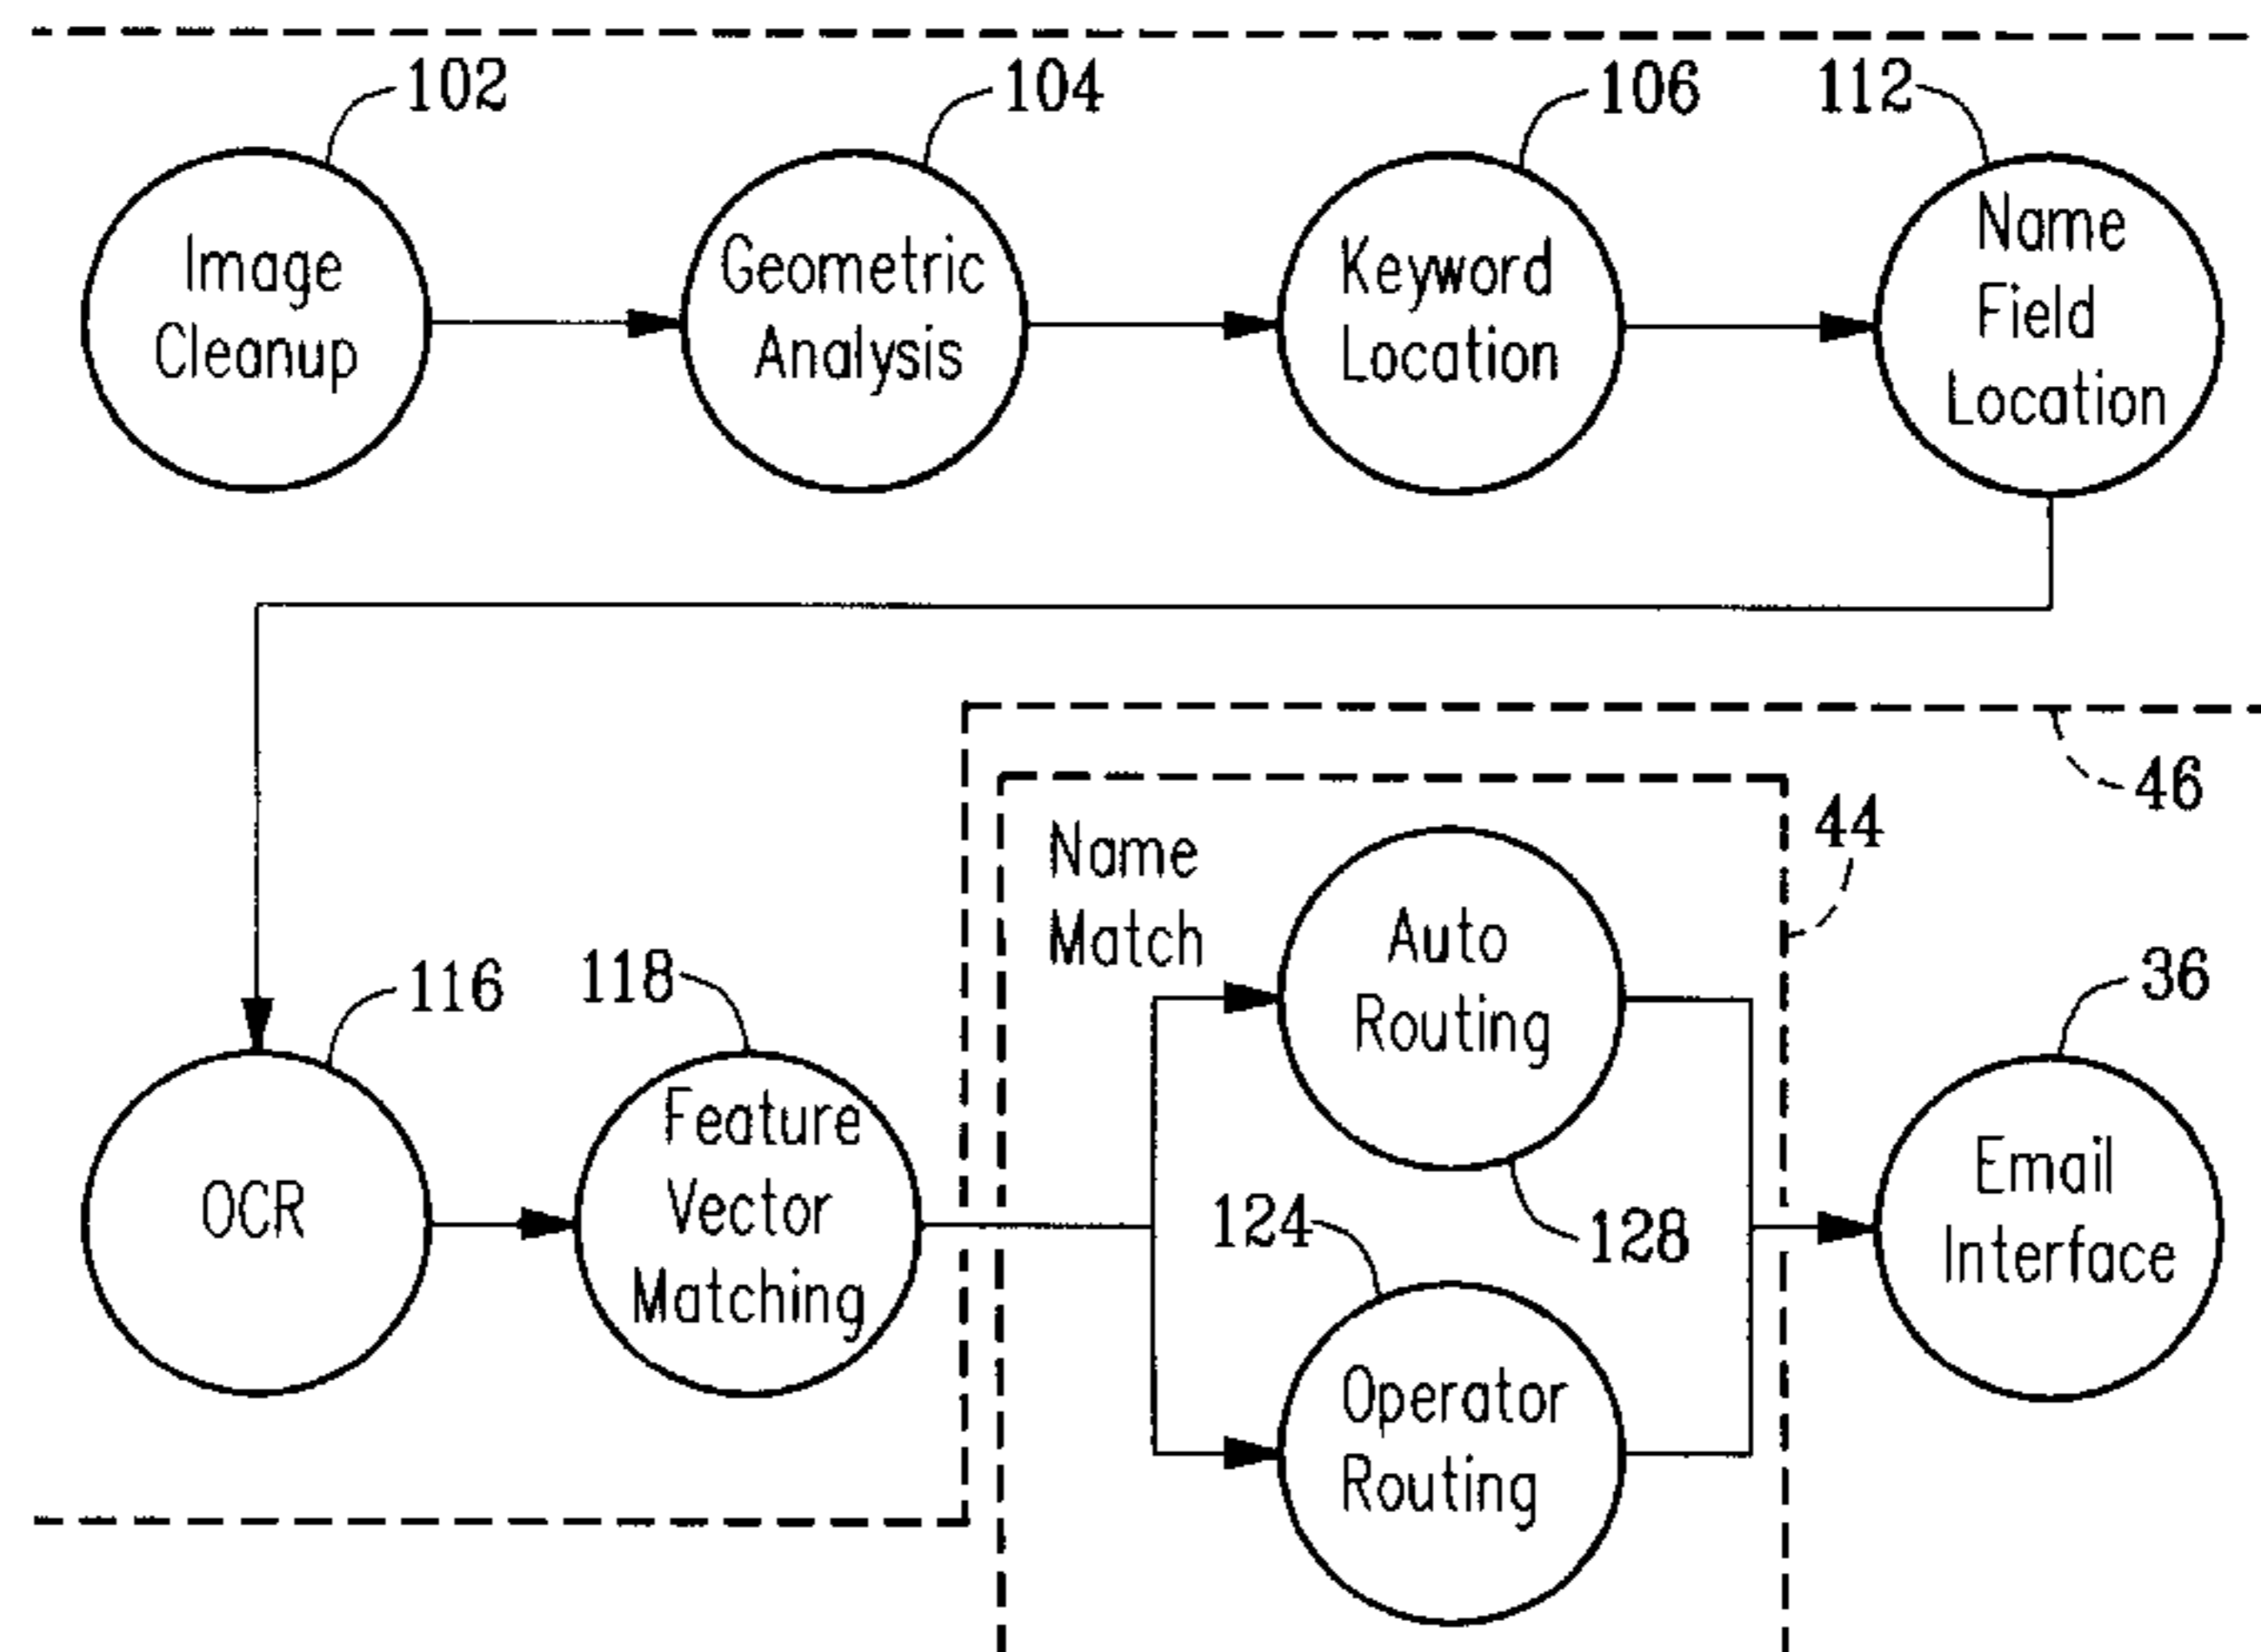 102
104
106
112
Image
Cleanup
Geometric
Analysis
Keyword
Location
Name
Field
Location
46
44
Name
Match
116
118
36
OCR
Feature
Vector
Matching
Auto
Routing
128
124
Operator
Routing
Email
Interface